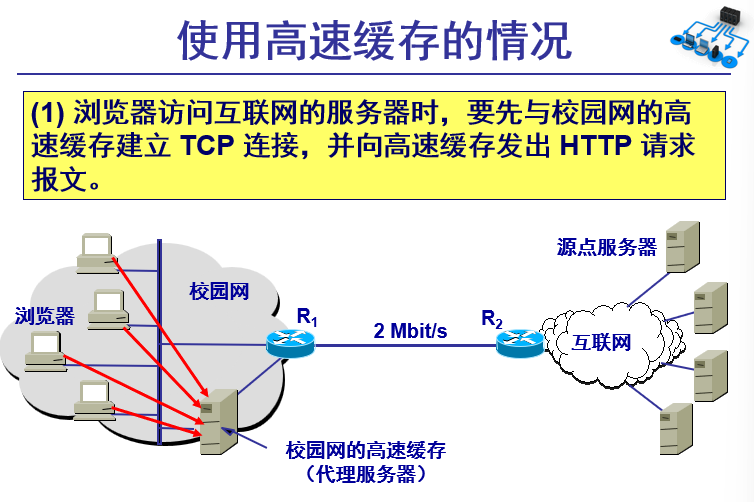 使用高速缓存的情况
(1) 浏览器访问互联网的服务器时，要先与校园网的高
速缓存建立 TCP 连接，并向高速缓存发出 HTTP 请求
报文。
源点服务器
校园网
浏览器
R1
2 Mbit/s
R2
互联网
校园网的高速缓存
（代理服务器）